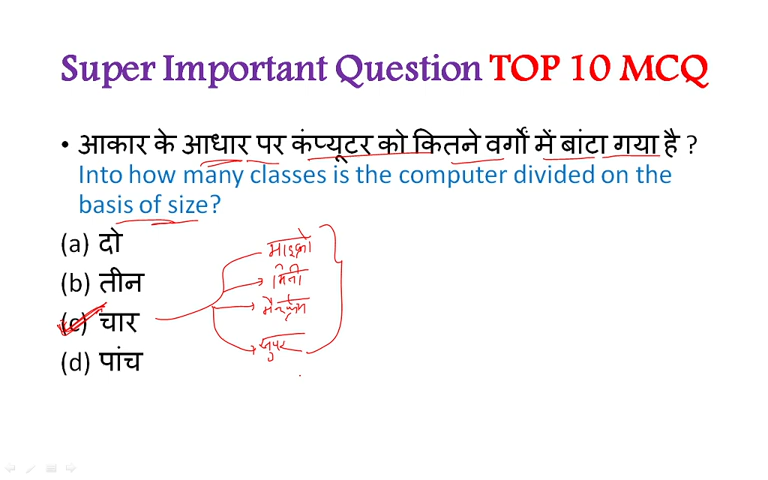 Super Important Question TOP 10 MCQ
• आकार के आधार पर कंप्यूटर को कितने वर्गों में बांटा गया है ?
Into how many classes is the computer divided on the
basis of size?
(a) दो
(b) तीन
(c) चार
(d) पांच
माइक्रो
मिनी
मेनफ्रेम
सुपर